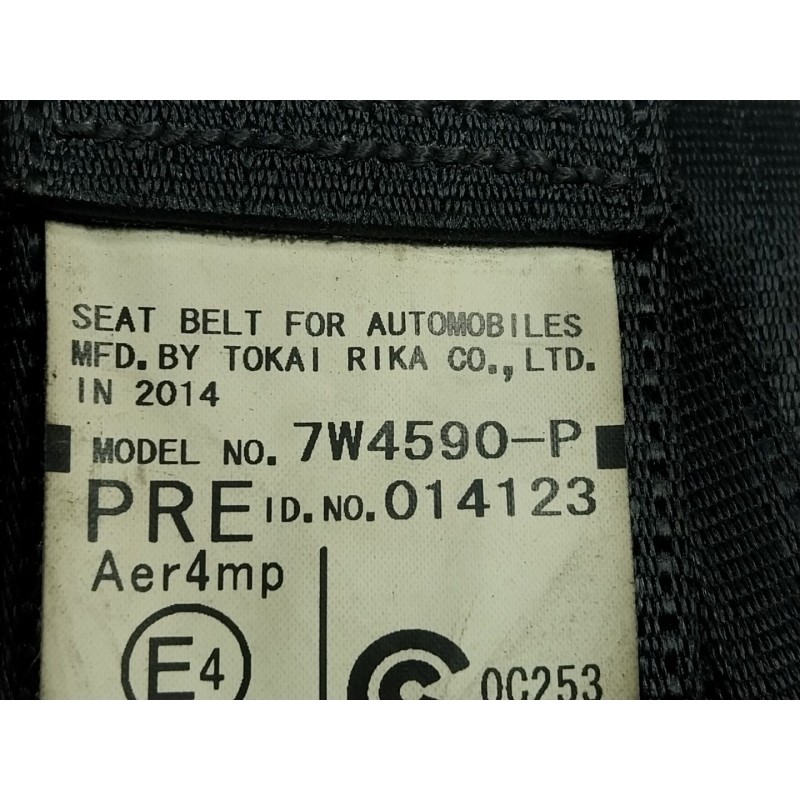 SEAT BELT FOR AUTOMOBILES
MFD. BY TOKAI RIKA CO., LTD.
IN 2014
MODEL NO. 7W4590-P
PRE ID. NO. 014123
Aer4mp
E4
C 0C253